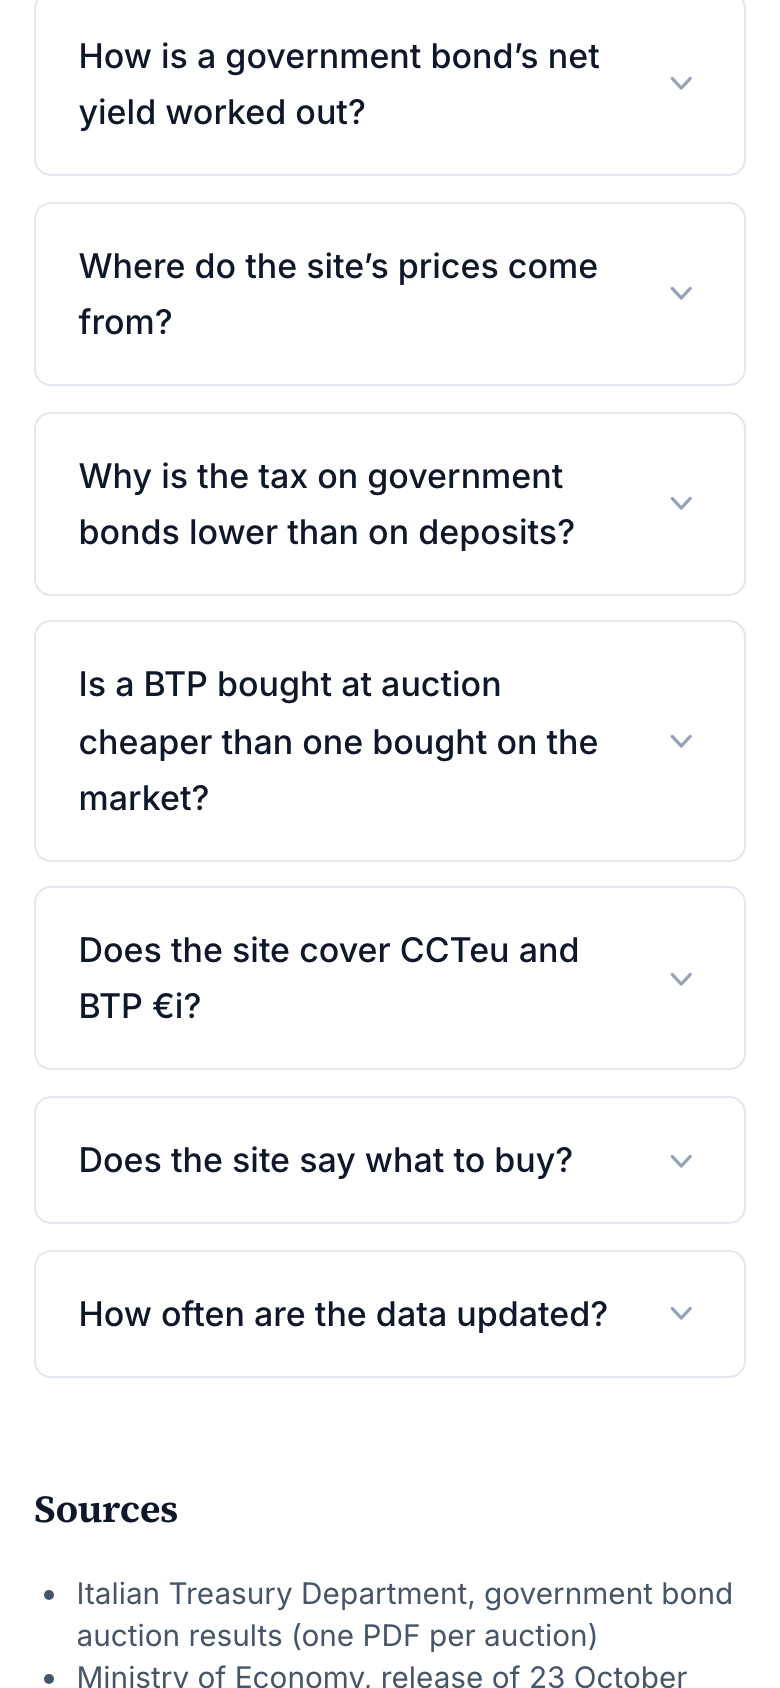 How is a government bond’s net
yield worked out?
Where do the site’s prices come
from?
Why is the tax on government
bonds lower than on deposits?
Is a BTP bought at auction
cheaper than one bought on the
market?
Does the site cover CCTeu and
BTP €i?
Does the site say what to buy?
How often are the data updated?
Sources
• Italian Treasury Department, government bond
auction results (one PDF per auction)
• Ministry of Economy, release of 23 October